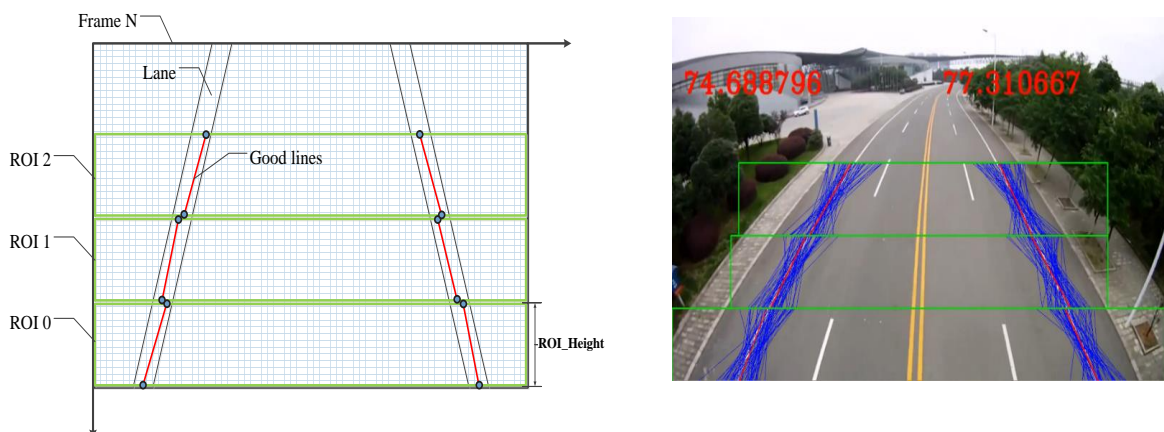 Frame N
Lane
Good lines
ROI 2
ROI 1
ROI 0
ROI_Height
74.688796
77.310667